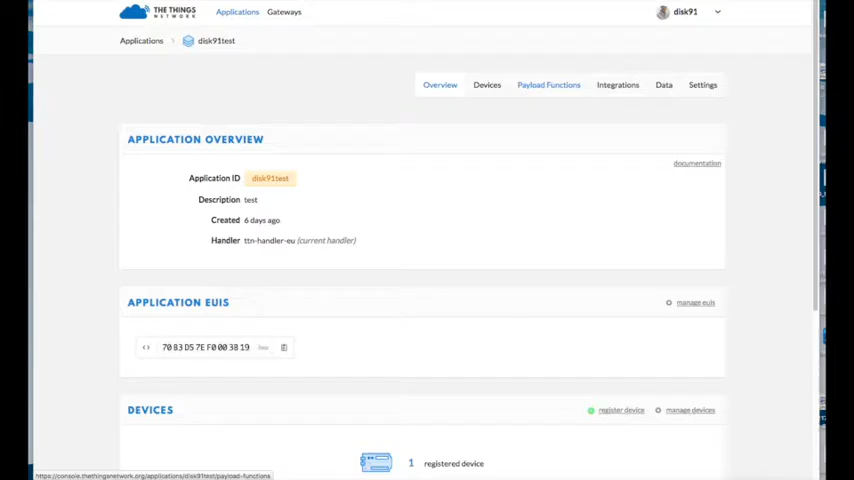 THE THINGS
NETWORK
Applications Gateways
disk91
Applications
disk91test
Overview Devices Payload Functions Integrations Data Settings
APPLICATION OVERVIEW
documentation
Application ID disk91test
Description test
Created 6 days ago
Handler ttn-handler-eu (current handler)
APPLICATION EUIS
manage euis
70 B3 D5 7E F0 00 3B 19
DEVICES
register device manage devices
1 registered device
https://console.thethingsnetwork.org/applications/disk91test/payload-functions